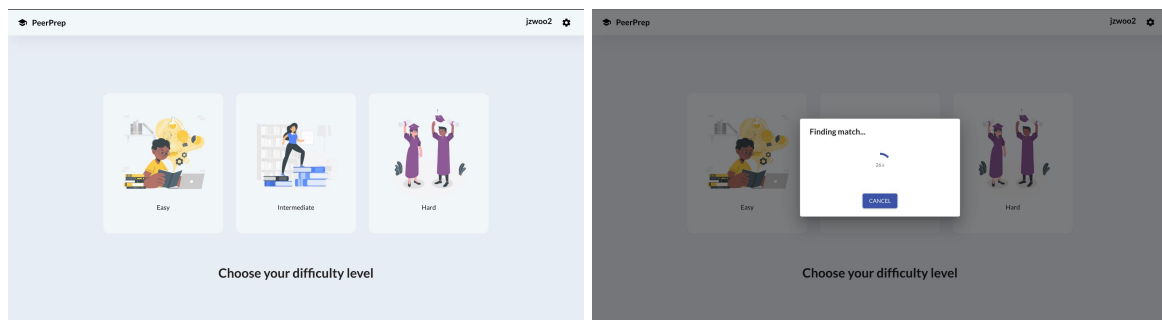 PeerPrep
jzwoo2
Easy
Intermediate
Hard
Choose your difficulty level
PeerPrep
jzwoo2
Finding match...
26 s
CANCEL
Easy
Hard
Choose your difficulty level